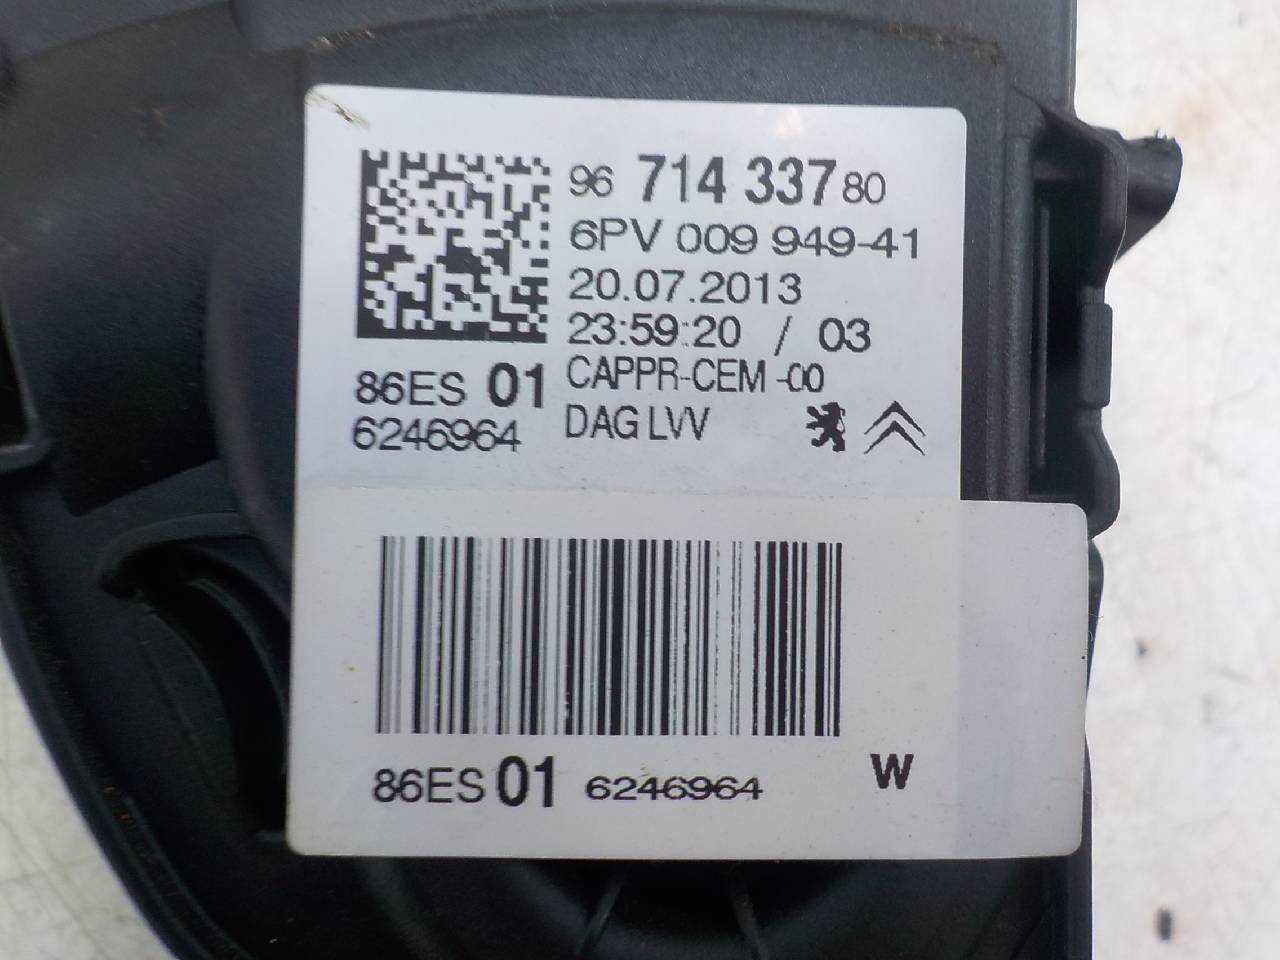 96 714 337 80
6PV 009 949-41
20.07.2013
23:59:20 / 03
86ES 01 CAPPR-CEM -00
6246964 DAG LVV
86ES 01 6246964 W